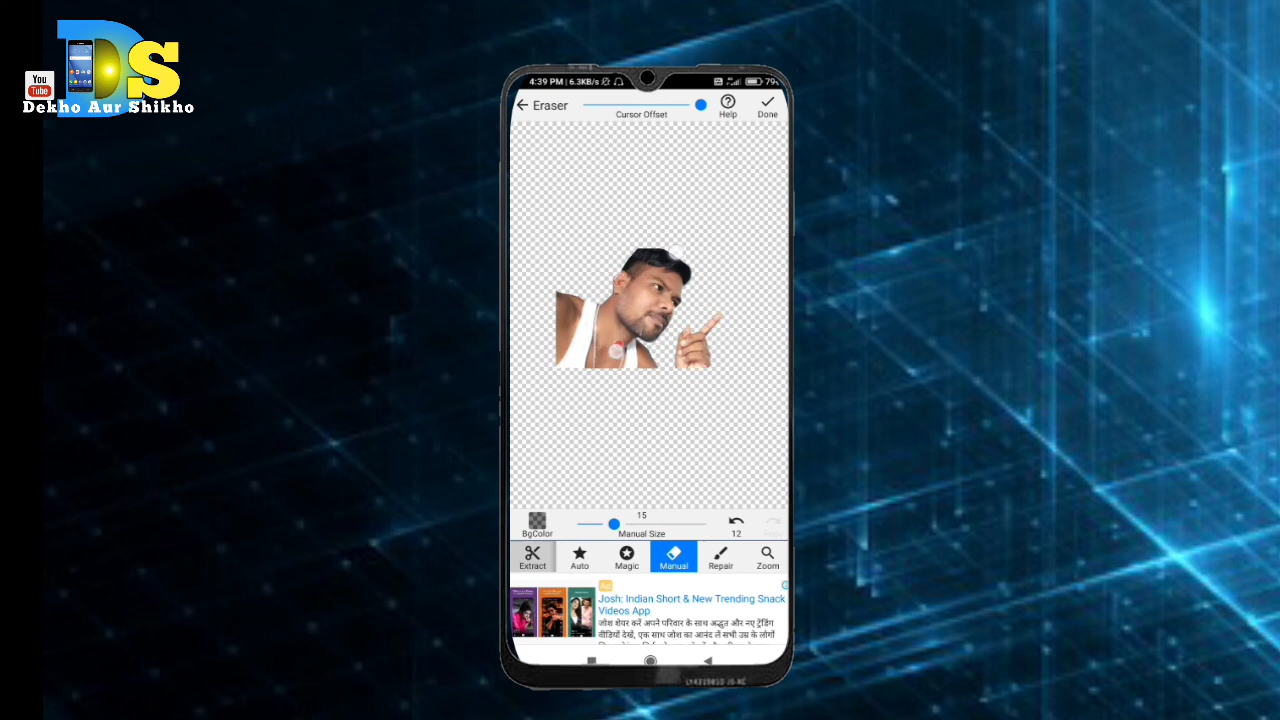 You
Tube
DS
Dekho Aur Shikho
4:39 PM | 6.3KB/s
79
Eraser
Cursor Offset
Help
Done
15
BgColor
Manual Size
12
Extract
Auto
Magic
Manual
Repair
Zoom
Ad
Josh: Indian Short & New Trending Snack
Videos App
जोश शेयर करें अपने परिवार के साथ अद्भुत और नए ट्रेंडिंग
वीडियों देखें, एक साथ जोश का आनंद लें सभी उम्र के लोगों